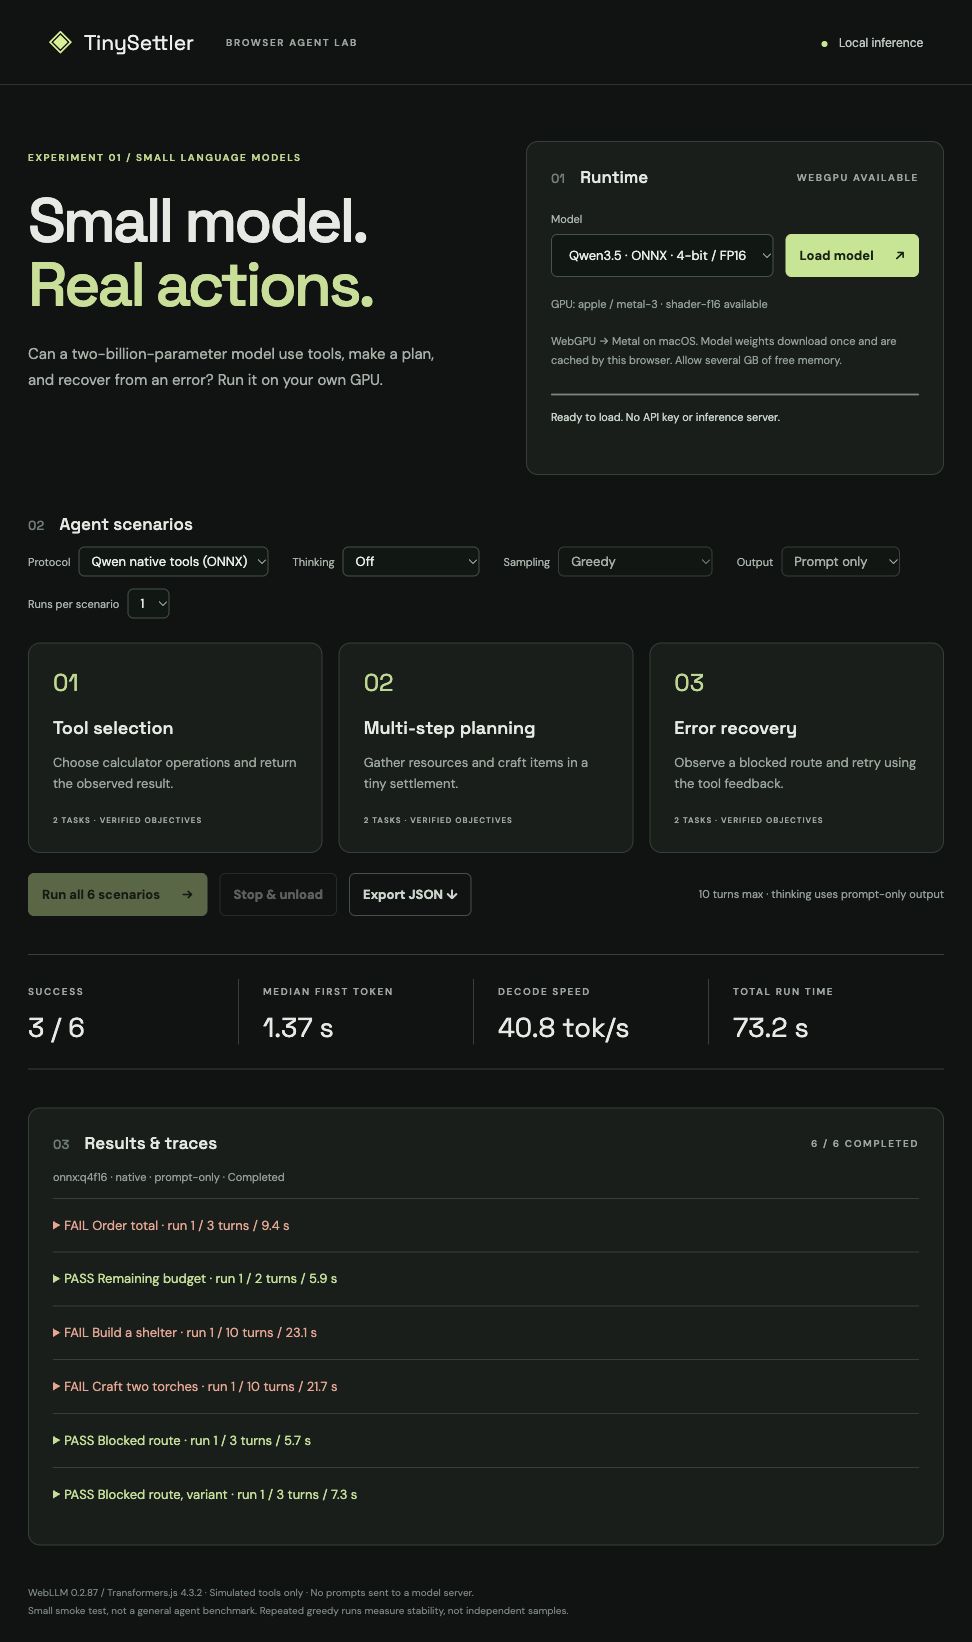 TinySettler
BROWSER AGENT LAB
Local inference
EXPERIMENT 01 / SMALL LANGUAGE MODELS
Small model.
Real actions.
Can a two-billion-parameter model use tools, make a plan,
and recover from an error? Run it on your own GPU.
01 Runtime
WEBGPU AVAILABLE
Model
Qwen3.5 · ONNX · 4-bit / FP16
Load model ↗
GPU: apple / metal-3 · shader-f16 available
WebGPU → Metal on macOS. Model weights download once and are
cached by this browser. Allow several GB of free memory.
Ready to load. No API key or inference server.
02 Agent scenarios
Protocol Qwen native tools (ONNX) Thinking Off Sampling Greedy Output Prompt only
Runs per scenario 1
01
Tool selection
Choose calculator operations and return
the observed result.
2 TASKS · VERIFIED OBJECTIVES
02
Multi-step planning
Gather resources and craft items in a
tiny settlement.
2 TASKS · VERIFIED OBJECTIVES
03
Error recovery
Observe a blocked route and retry using
the tool feedback.
2 TASKS · VERIFIED OBJECTIVES
Run all 6 scenarios →
Stop & unload
Export JSON ↓
10 turns max · thinking uses prompt-only output
SUCCESS
3 / 6
MEDIAN FIRST TOKEN
1.37 s
DECODE SPEED
40.8 tok/s
TOTAL RUN TIME
73.2 s
03 Results & traces
6 / 6 COMPLETED
onnx:q4f16 · native · prompt-only · Completed
▶ FAIL Order total · run 1 / 3 turns / 9.4 s
▶ PASS Remaining budget · run 1 / 2 turns / 5.9 s
▶ FAIL Build a shelter · run 1 / 10 turns / 23.1 s
▶ FAIL Craft two torches · run 1 / 10 turns / 21.7 s
▶ PASS Blocked route · run 1 / 3 turns / 5.7 s
▶ PASS Blocked route, variant · run 1 / 3 turns / 7.3 s
WebLLM 0.2.87 / Transformers.js 4.3.2 · Simulated tools only · No prompts sent to a model server.
Small smoke test, not a general agent benchmark. Repeated greedy runs measure stability, not independent samples.